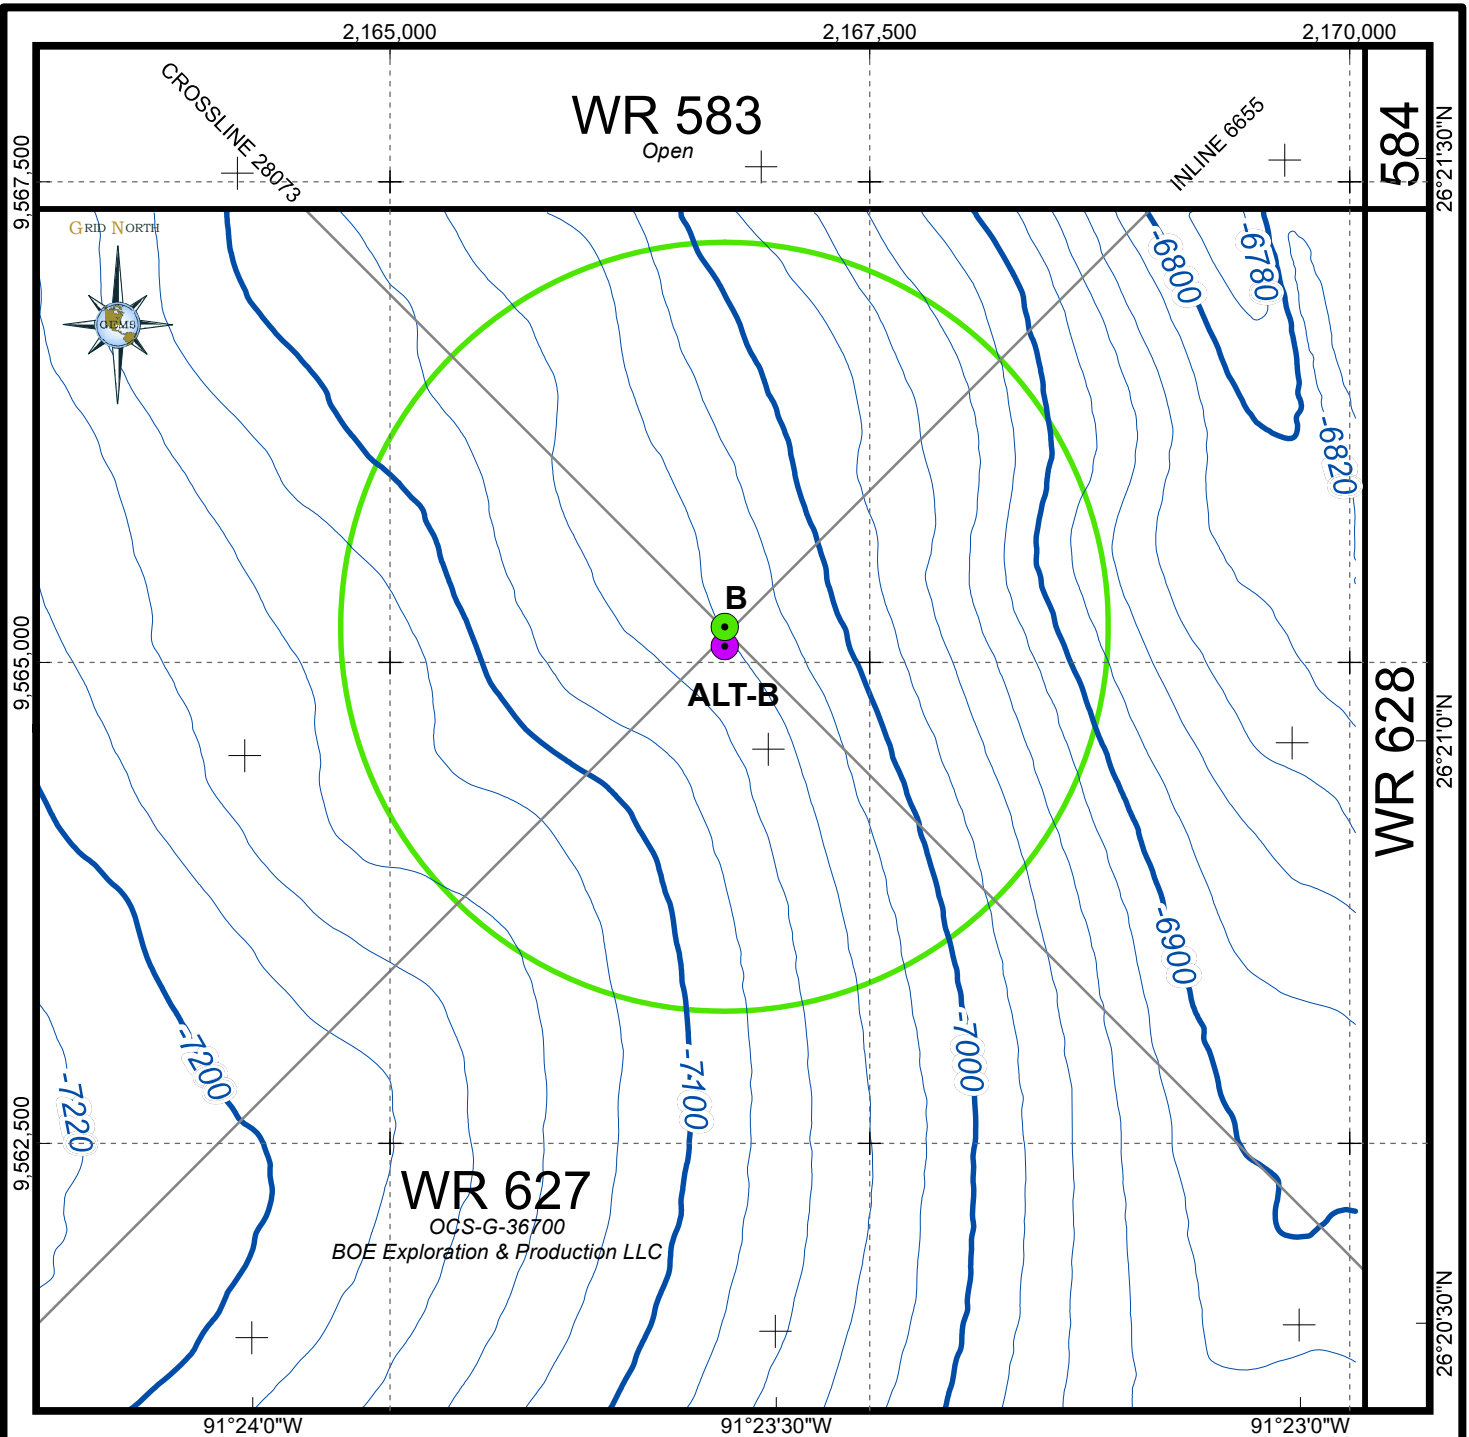 2,165,000
2,167,500
2,170,000
CROSSLINE 28073
WR 583
Open
INLINE 6655
584
26°21'30"N
9,567,500
GRID NORTH
GEMS
-6800
-6780
-6820
B
ALT-B
9,565,000
WR 628
26°21'0"N
-6900
-7000
-7100
-7200
-7220
9,562,500
WR 627
OCS-G-36700
BOE Exploration & Production LLC
26°20'30"N
91°24'0"W
91°23'30"W
91°23'0"W